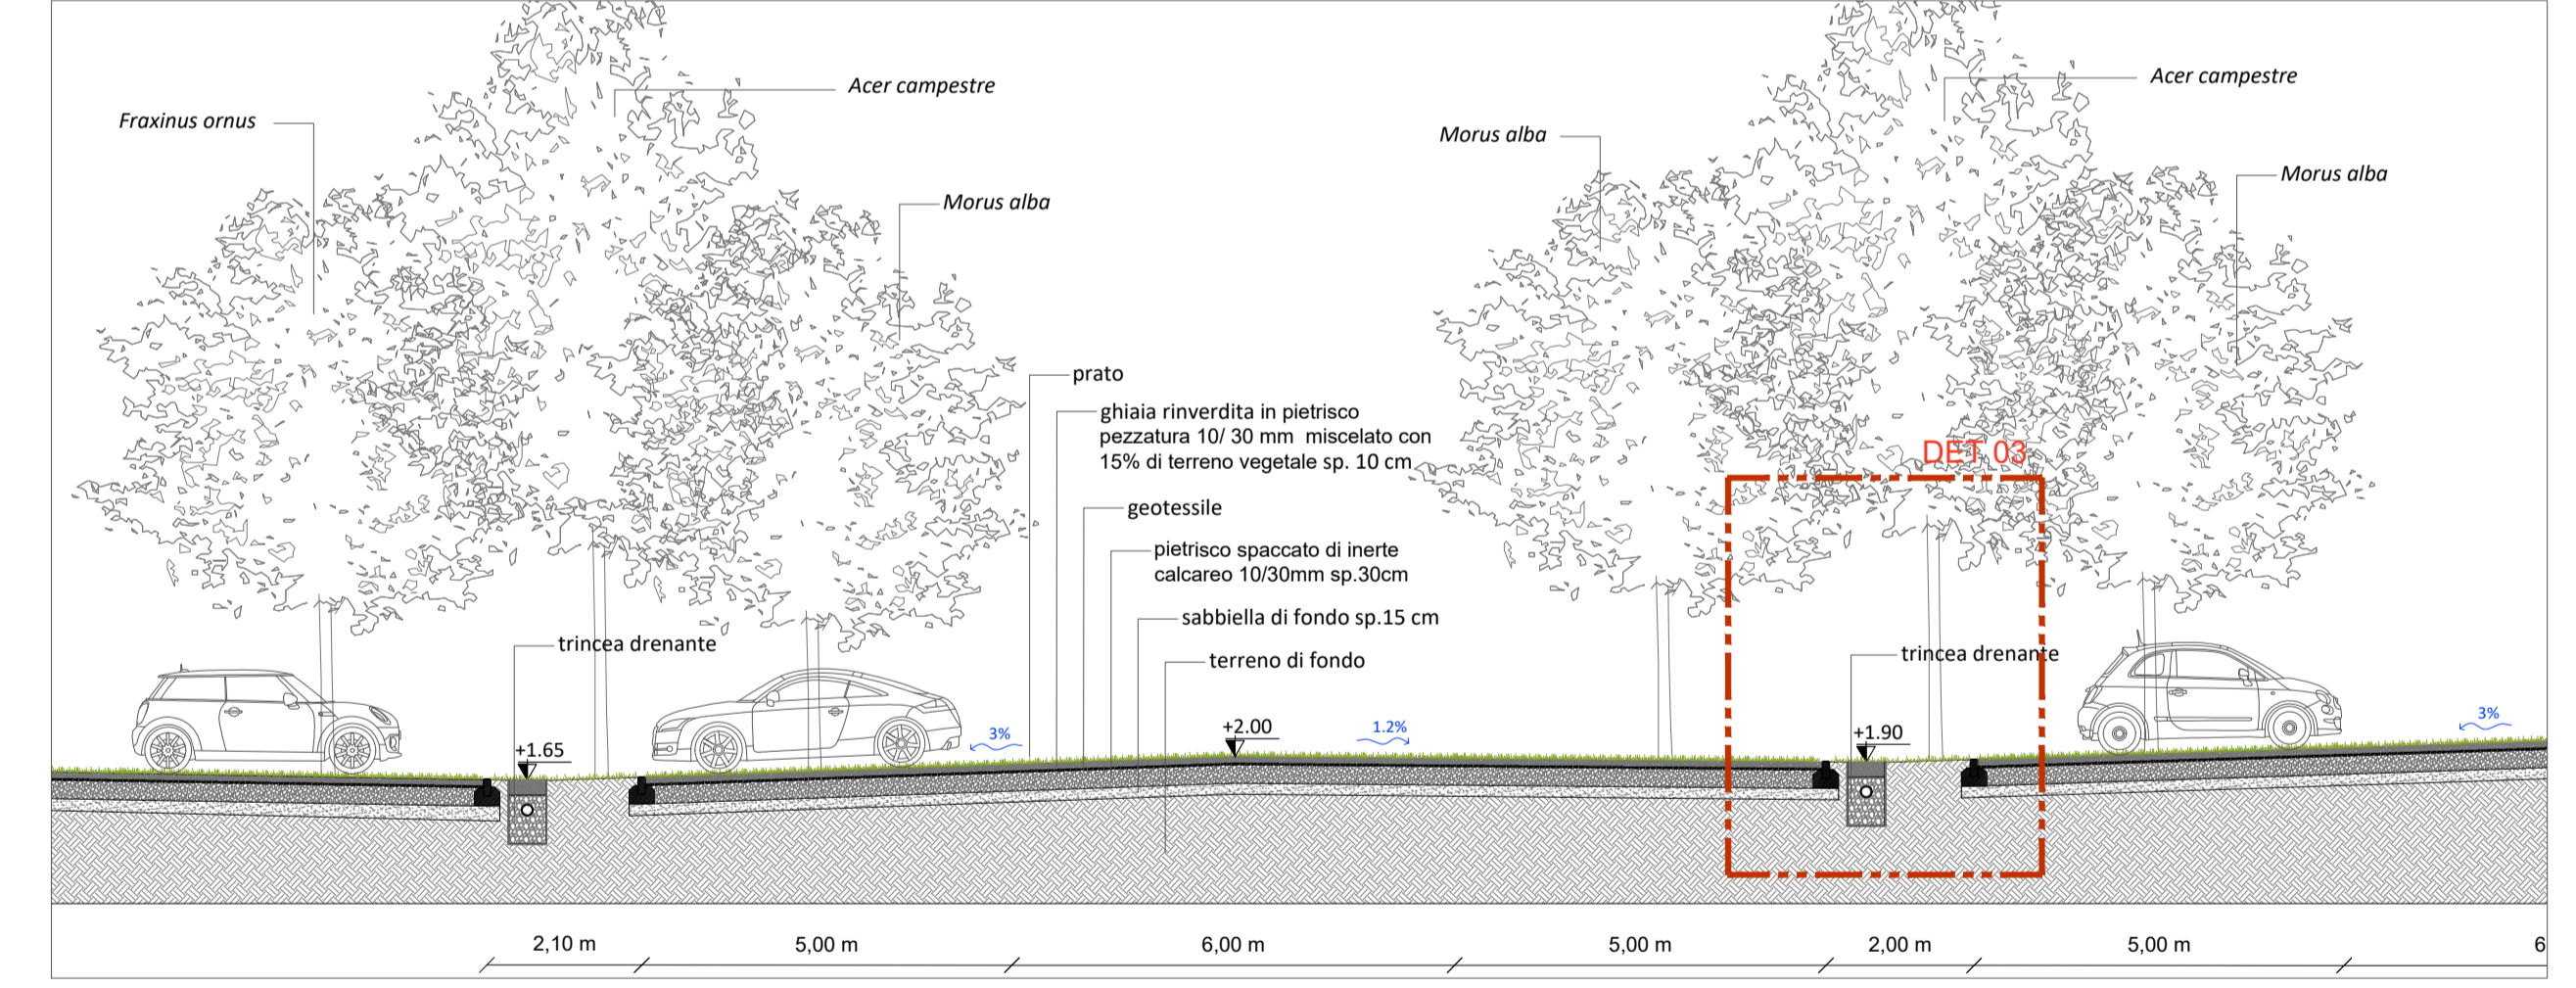 Acer campestre
Fraxinus ornus
Morus alba
Acer campestre
Morus alba
Morus alba
prato
ghiaia rinverdita in pietrisco
pezzatura 10/ 30 mm miscelato con
15% di terreno vegetale sp. 10 cm
geotessile
pietrisco spaccato di inerte
calcareo 10/30mm sp.30cm
sabbiella di fondo sp.15 cm
terreno di fondo
DET 03
trincea drenante
trincea drenante
+1.65
3%
+2.00
1.2%
+1.90
3%
2,10 m
5,00 m
6,00 m
5,00 m
2,00 m
5,00 m
6